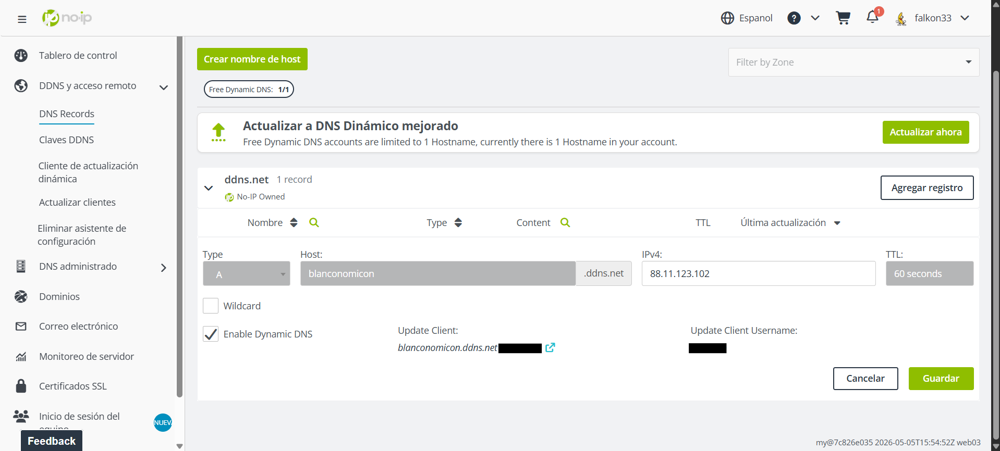 no-ip
Espanol
?
1
falkon33
Tablero de control
DDNS y acceso remoto
DNS Records
Claves DDNS
Cliente de actualización
dinámica
Actualizar clientes
Eliminar asistente de
configuración
DNS administrado
Dominios
Correo electrónico
Monitoreo de servidor
Certificados SSL
Inicio de sesión del
equipo
NUEV
Feedback
Crear nombre de host
Filter by Zone
Free Dynamic DNS: 1/1
Actualizar a DNS Dinámico mejorado
Free Dynamic DNS accounts are limited to 1 Hostname, currently there is 1 Hostname in your account.
Actualizar ahora
ddns.net 1 record
No-IP Owned
Agregar registro
Nombre Type Content TTL Última actualización
Type Host: IPv4: TTL:
A blanconomicon .ddns.net 88.11.123.102 60 seconds
Wildcard
Enable Dynamic DNS Update Client: Update Client Username:
blanconomicon.ddns.net
Cancelar Guardar
my@7c826e035 2026-05-05T15:54:52Z web03